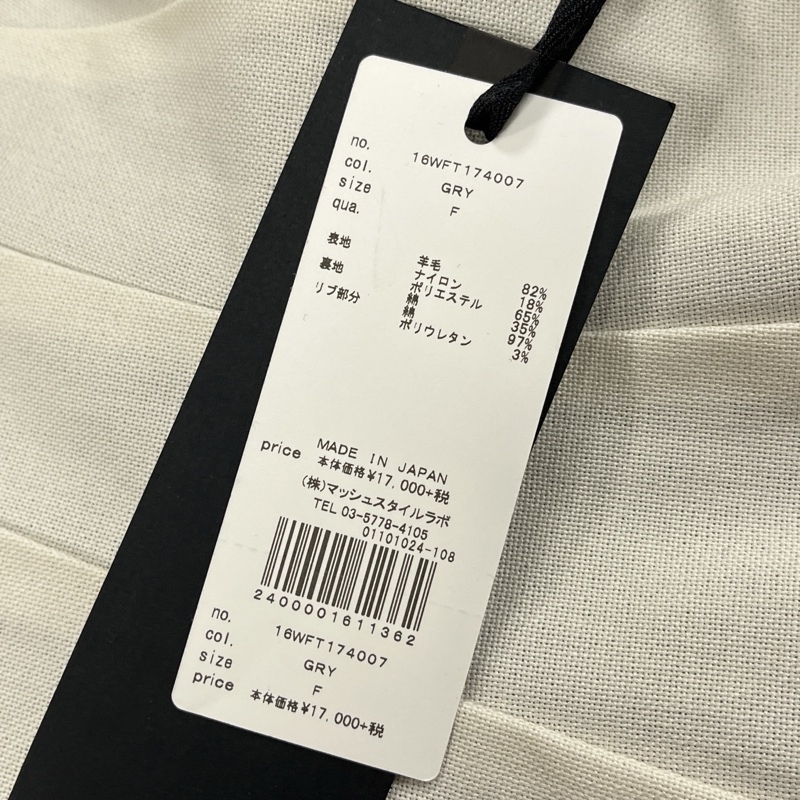 no. 16WFT174007
col. GRY
size F
qua.
表地 羊毛 82%
ナイロン 18%
裏地 ポリエステル 65%
綿 35%
リブ部分 綿 97%
ポリウレタン 3%
MADE IN JAPAN
price 本体価格¥17,000+税
(株)マッシュスタイルラボ
TEL 03-5778-4105
01101024-108
2400001611362
no. 16WFT174007
col. GRY
size F
price 本体価格¥17,000+税